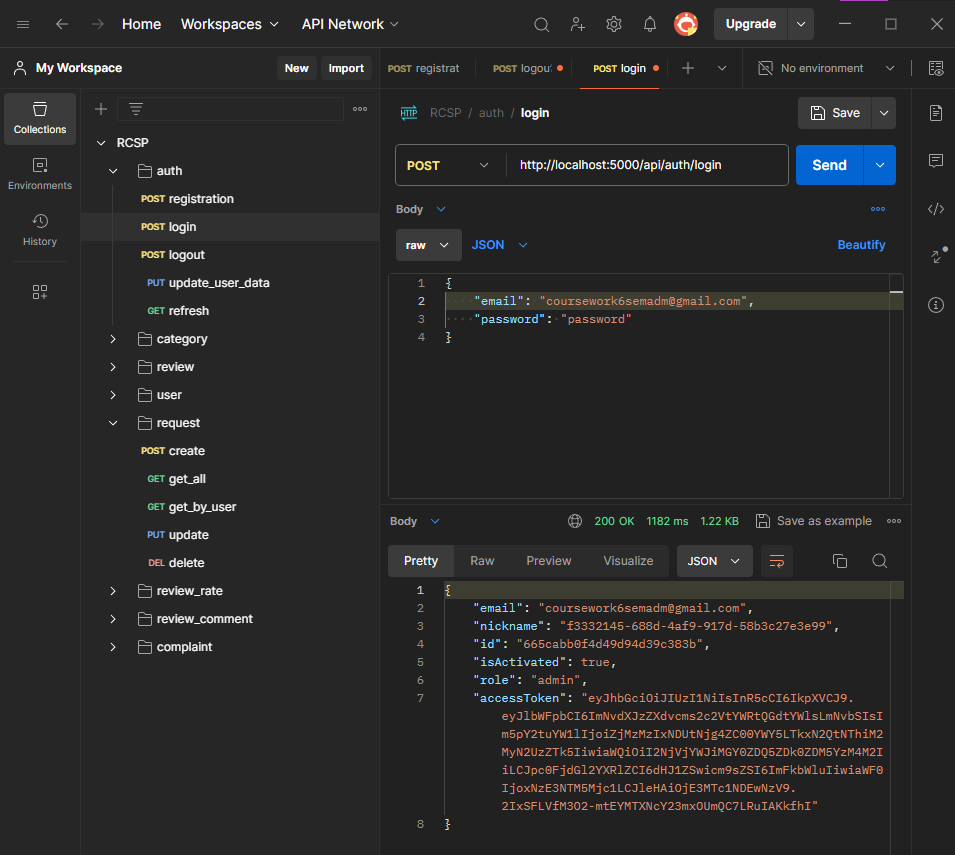 Home
Workspaces
API Network
Upgrade
My Workspace
New
Import
POST registrat
POST logou
POST login
No environment
Collections
Environments
History
RCSP
auth
POST registration
POST login
POST logout
PUT update_user_data
GET refresh
category
review
user
request
POST create
GET get_all
GET get_by_user
PUT update
DEL delete
review_rate
review_comment
complaint
HTTP
RCSP / auth / login
Save
POST
http://localhost:5000/api/auth/login
Send
Body
raw
JSON
Beautify
1 {
2 "email": "coursework6semadm@gmail.com",
3 "password": "password"
4 }
Body
200 OK 1182 ms 1.22 KB
Save as example
Pretty
Raw
Preview
Visualize
JSON
1 {
2 "email": "coursework6semadm@gmail.com",
3 "nickname": "f3332145-688d-4af9-917d-58b3c27e3e99",
4 "id": "665cabb0f4d49d94d39c383b",
5 "isActivated": true,
6 "role": "admin",
7 "accessToken": "eyJhbGciOiJIUzI1NiIsInR5cCI6IkpXVCJ9.
eyJlbWFpbCI6ImNvdXJzZXdvcms2c2VtYWRtQGdtYWlsLmNvbSIsI
m5pY2tuYW1lIjoiZjMzMzIxNDUtNjg4ZC00YWY5LTkxN2QtNThiM2
MyN2UzZTk5IiwiaWQiOiI2NjVjYWJiMGY0ZDQ5ZDk0ZDM5YzM4M2I
iLCJpc0FjdGl2YXRlZCI6dHJ1ZSwicm9sZSI6ImFkbWluIiwiaWF0
IjoxNzE3NTM5Mjc1LCJleHAiOjE3MTc1NDEwNzV9.
2IxSFLVfM3O2-mtEYMTXNcY23mxOUmQC7LRuIAKkfhI"
8 }